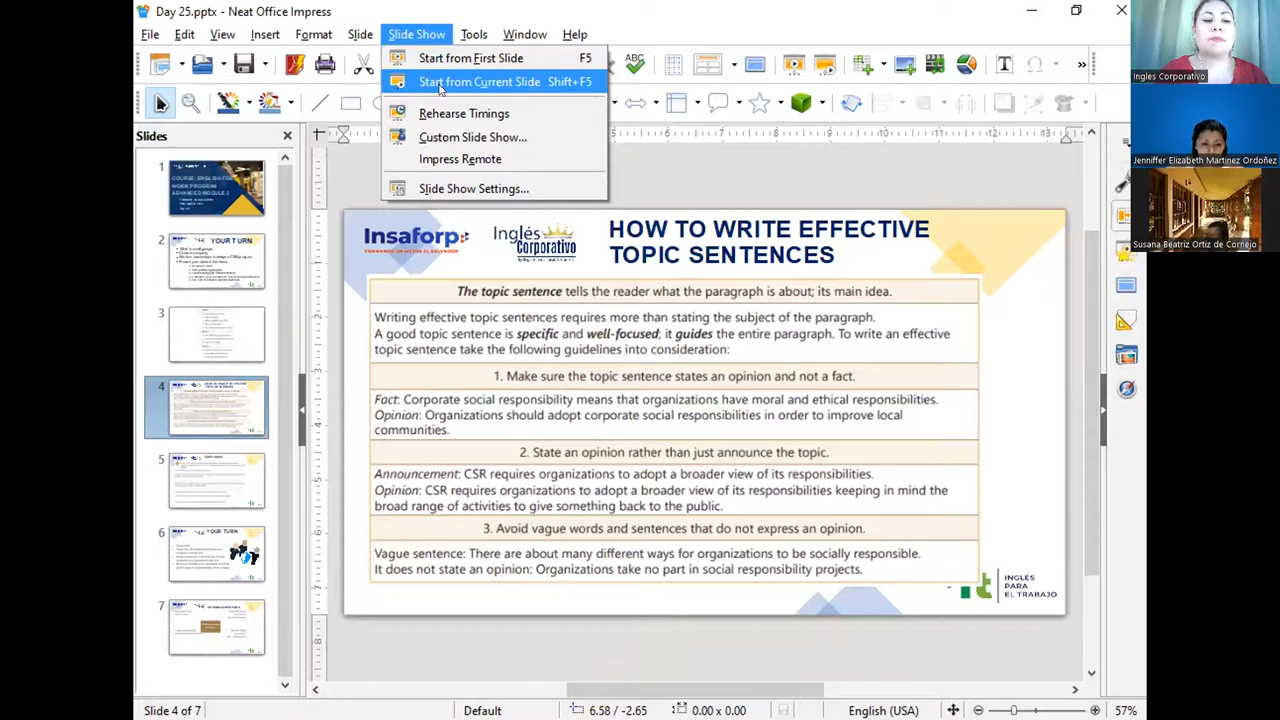 Day 25.pptx - Neat Office Impress
File Edit View Insert Format Slide Slide Show Tools Window Help
Start from First Slide F5
Start from Current Slide Shift+F5
Rehearse Timings
Custom Slide Show...
Impress Remote
Slide Show Settings...
Slides
1
2
YOUR TURN
3
4
5
6
YOUR TURN
7
Insaforp
Inglés
Corporativo
HOW TO WRITE EFFECTIVE
TOPIC SENTENCES
The topic sentence tells the reader what the paragraph is about; its main idea.
Writing effective topic sentences requires more than stating the subject of the paragraph.
A good topic sentence is specific and well-focused, it guides the entire paragraph. To write an effective
topic sentence take the following guidelines into consideration:
1. Make sure the topic sentence states an opinion and not a fact.
Fact: Corporate social responsibility means that organizations have moral and ethical responsibilities.
Opinion: Organizations should adopt corporate social responsibilities in order to improve local
communities.
2. State an opinion rather than just announce the topic.
Announcement: CSR requires organizations to adopt a broader view of its responsibilities.
Opinion: CSR requires organizations to adopt a broader view of its responsibilities keeping in mind the
broad range of activities to give something back to the public.
3. Avoid vague words and sentences that do not express an opinion.
Vague sentence: There are about many different ways for organizations to be socially responsible.
It does not state an opinion: Organizations take no part in social responsibility projects.
INGLÉS
PARA
EL TRABAJO
Slide 4 of 7
Default
6.58 / -2.65
0.00 x 0.00
English (USA)
57%
Ingles Corporativo
Jenniffer Elizabeth Martinez Ordoñez
Susana Beatriz Ortiz de Cornejo